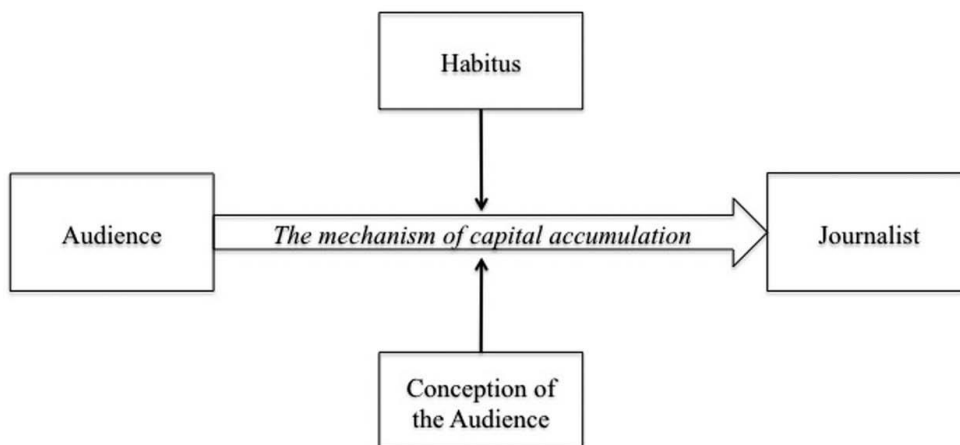 Habitus
Audience
The mechanism of capital accumulation
Journalist
Conception of
the Audience